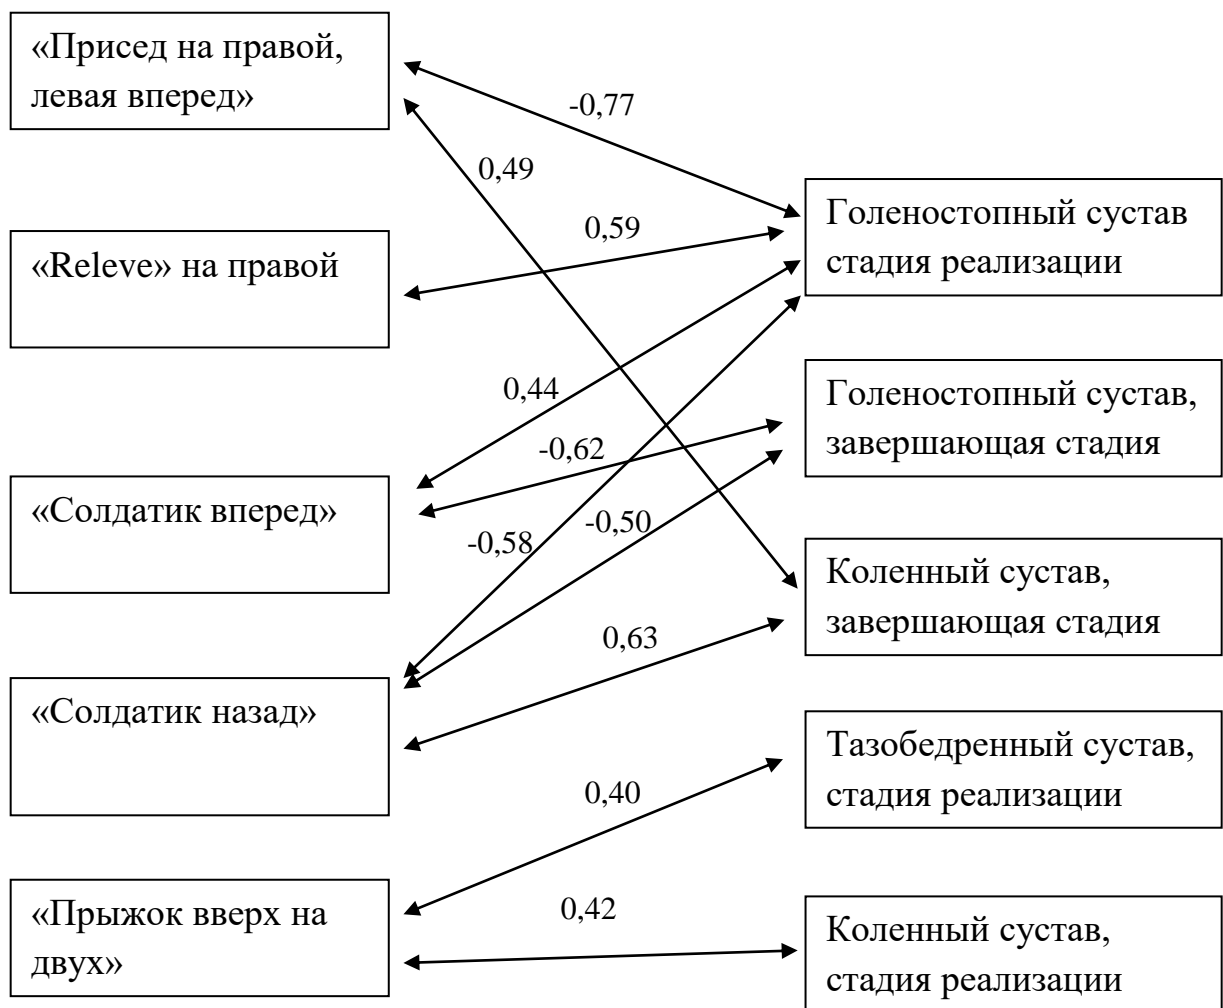 «Присед на правой,
левая вперед»
-0,77
0,49
Голеностопный сустав
стадия реализации
0,59
«Releve» на правой
Голеностопный сустав,
завершающая стадия
0,44
-0,62
«Солдатик вперед»
-0,50
-0,58
Коленный сустав,
завершающая стадия
0,63
«Солдатик назад»
Тазобедренный сустав,
стадия реализации
0,40
«Прыжок вверх на
двух»
0,42
Коленный сустав,
стадия реализации